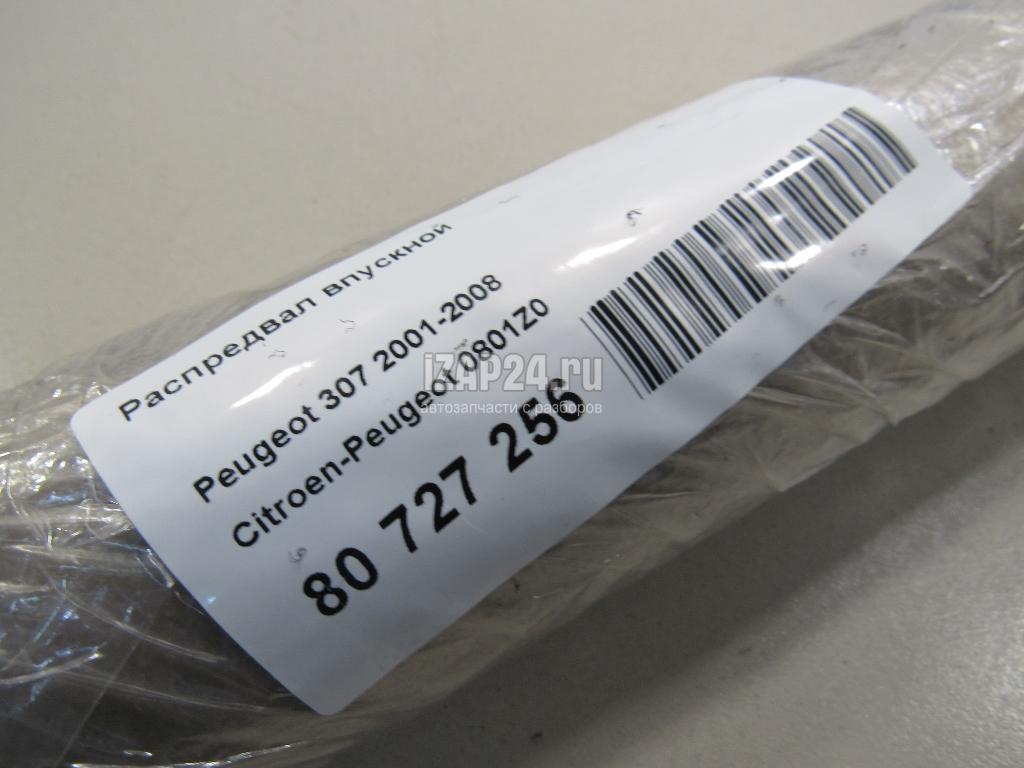 Распредвал впускной
Peugeot 307 2001-2008
Citroen-Peugeot 0801Z0
80 727 256
iZAP24.ru
автозапчасти с разборов